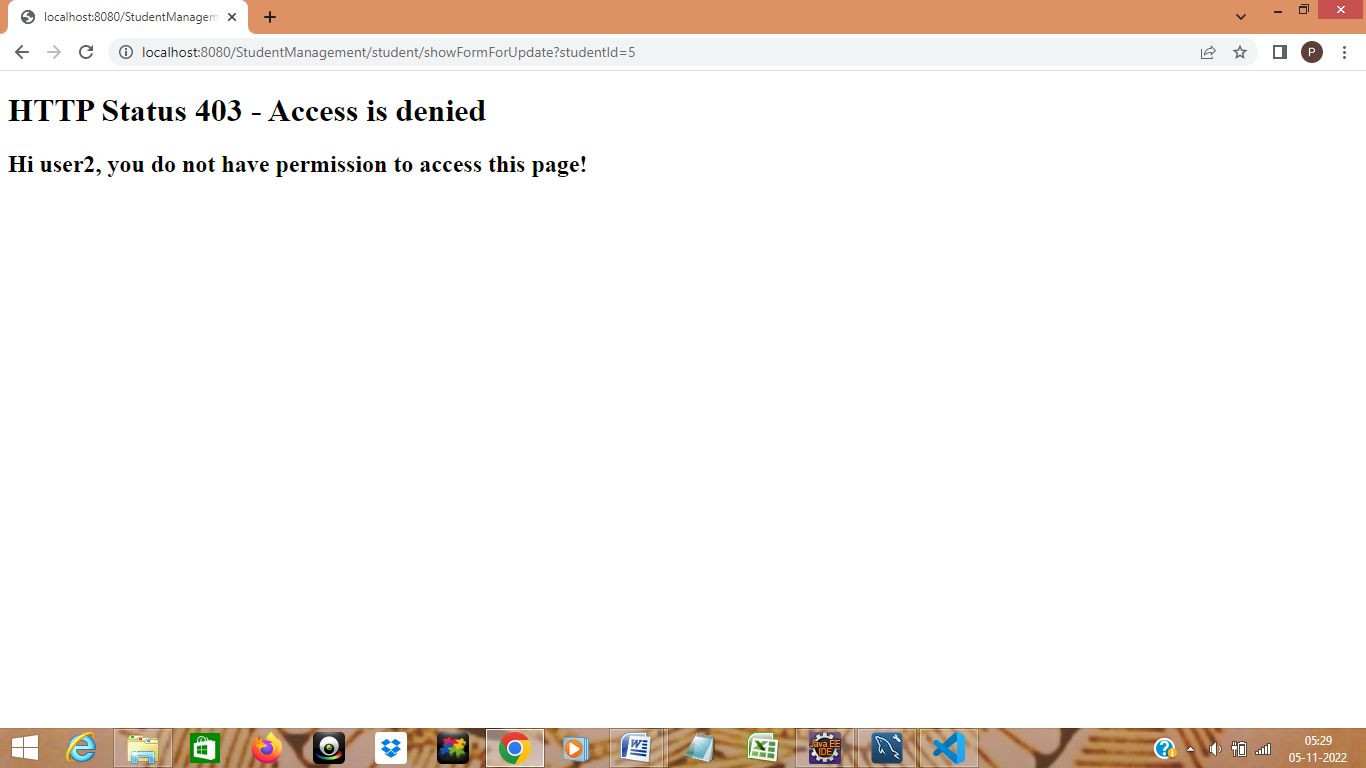 localhost:8080/StudentManagem
localhost:8080/StudentManagement/student/showFormForUpdate?studentId=5
P
HTTP Status 403 - Access is denied
Hi user2, you do not have permission to access this page!
Java EE
IDE
05:29
05-11-2022